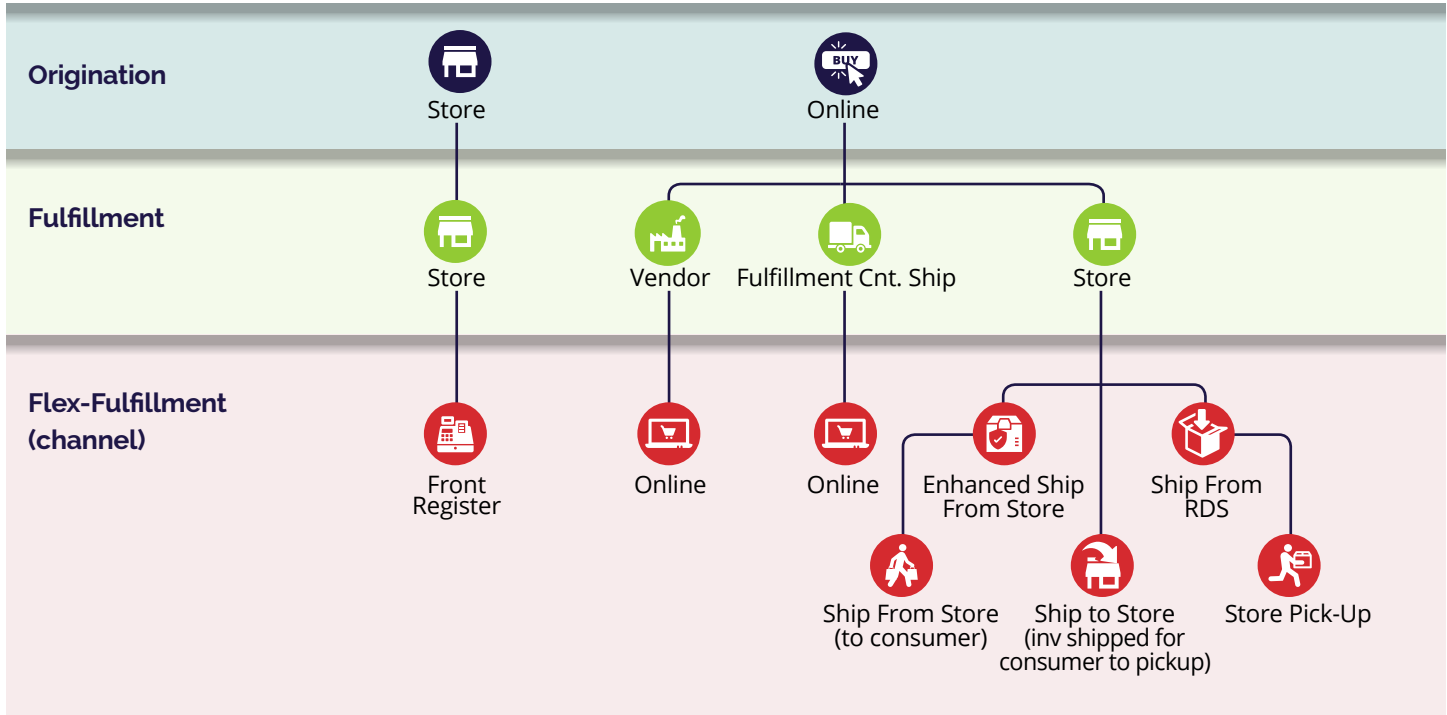 Origination
Store
BUY
Online
Fulfillment
Store
Vendor
Fulfillment Cnt. Ship
Store
Flex-Fulfillment
(channel)
Front
Register
Online
Online
Enhanced Ship
From Store
Ship From
RDS
Ship From Store
(to consumer)
Ship to Store
(inv shipped for
consumer to pickup)
Store Pick-Up